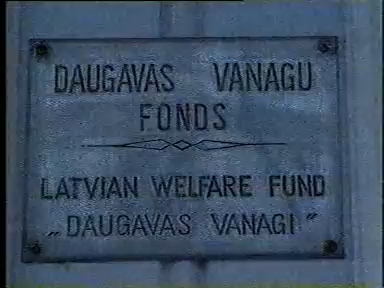 DAUGAVAS VANAGU
FONDS
LATVIAN WELFARE FUND
„DAUGAVAS VANAGI”